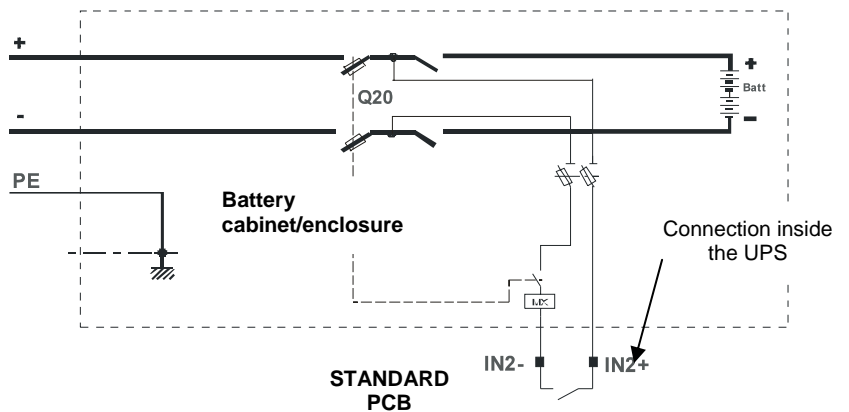 +
-
Q20
+
Batt
-
PE
Battery
cabinet/enclosure
Connection inside
the UPS
MX
IN2-
IN2+
STANDARD
PCB